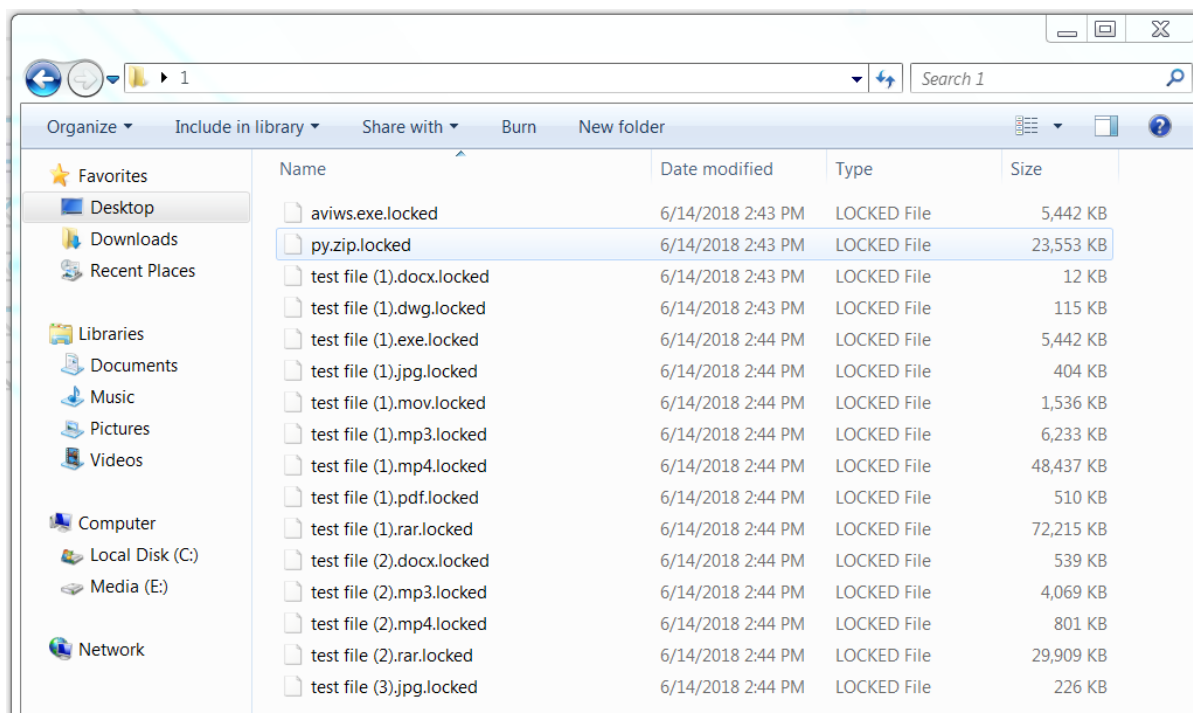 1
Search 1
Organize Include in library Share with Burn New folder
Favorites
Desktop
Downloads
Recent Places
Libraries
Documents
Music
Pictures
Videos
Computer
Local Disk (C:)
Media (E:)
Network
Name Date modified Type Size
aviws.exe.locked 6/14/2018 2:43 PM LOCKED File 5,442 KB
py.zip.locked 6/14/2018 2:43 PM LOCKED File 23,553 KB
test file (1).docx.locked 6/14/2018 2:43 PM LOCKED File 12 KB
test file (1).dwg.locked 6/14/2018 2:43 PM LOCKED File 115 KB
test file (1).exe.locked 6/14/2018 2:44 PM LOCKED File 5,442 KB
test file (1).jpg.locked 6/14/2018 2:44 PM LOCKED File 404 KB
test file (1).mov.locked 6/14/2018 2:44 PM LOCKED File 1,536 KB
test file (1).mp3.locked 6/14/2018 2:44 PM LOCKED File 6,233 KB
test file (1).mp4.locked 6/14/2018 2:44 PM LOCKED File 48,437 KB
test file (1).pdf.locked 6/14/2018 2:44 PM LOCKED File 510 KB
test file (1).rar.locked 6/14/2018 2:44 PM LOCKED File 72,215 KB
test file (2).docx.locked 6/14/2018 2:44 PM LOCKED File 539 KB
test file (2).mp3.locked 6/14/2018 2:44 PM LOCKED File 4,069 KB
test file (2).mp4.locked 6/14/2018 2:44 PM LOCKED File 801 KB
test file (2).rar.locked 6/14/2018 2:44 PM LOCKED File 29,909 KB
test file (3).jpg.locked 6/14/2018 2:44 PM LOCKED File 226 KB